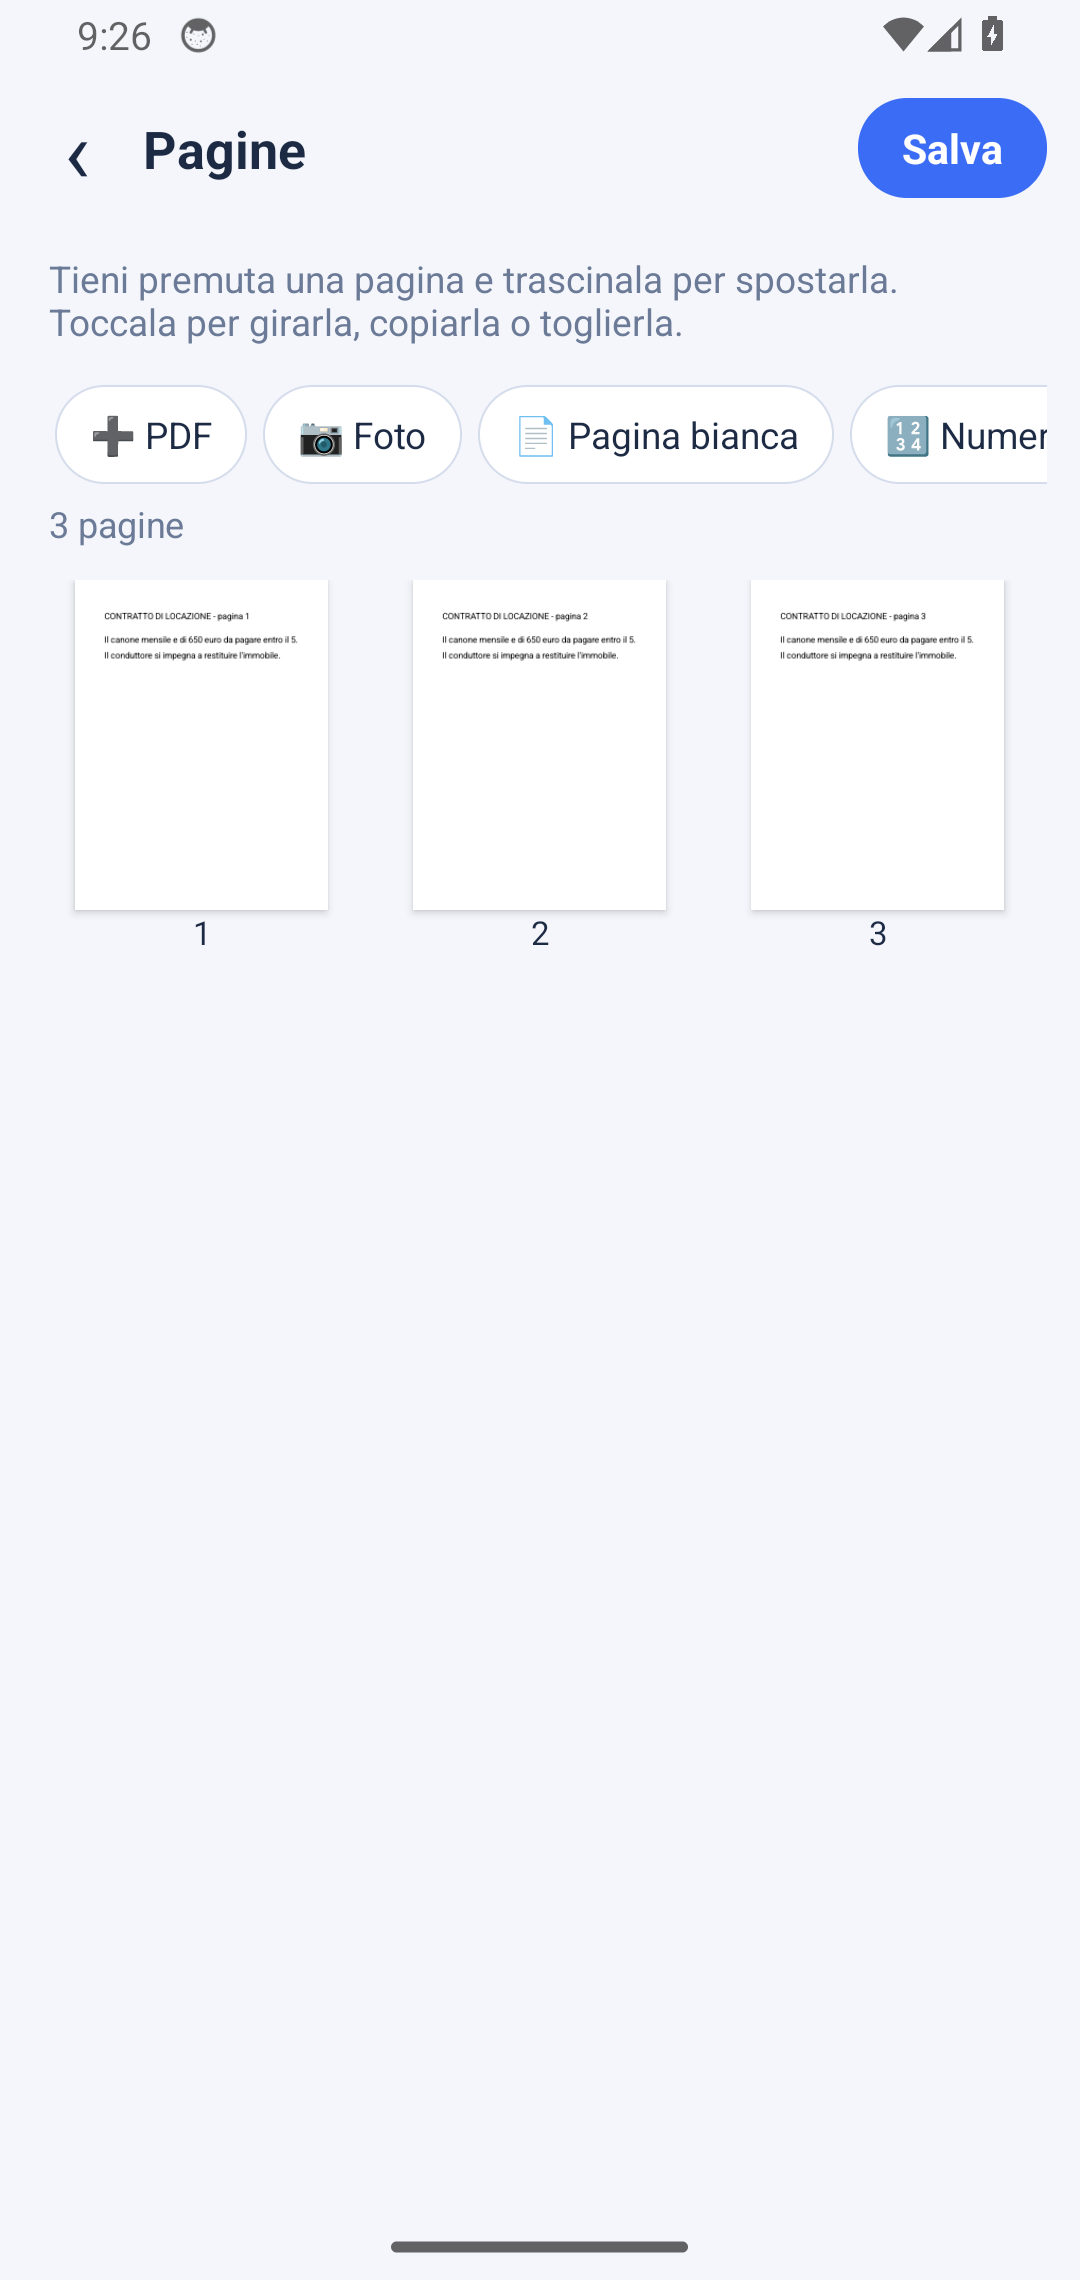 9:26
‹ Pagine Salva
Tieni premuta una pagina e trascinala per spostarla.
Toccala per girarla, copiarla o toglierla.
➕ PDF 📷 Foto 📄 Pagina bianca 🔢 Numer
3 pagine
CONTRATTO DI LOCAZIONE - pagina 1
Il canone mensile e di 650 euro da pagare entro il 5.
Il conduttore si impegna a restituire l'immobile.
1
CONTRATTO DI LOCAZIONE - pagina 2
Il canone mensile e di 650 euro da pagare entro il 5.
Il conduttore si impegna a restituire l'immobile.
2
CONTRATTO DI LOCAZIONE - pagina 3
Il canone mensile e di 650 euro da pagare entro il 5.
Il conduttore si impegna a restituire l'immobile.
3